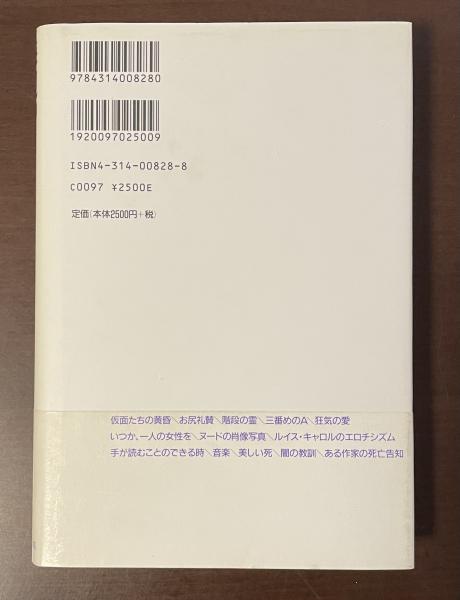 9784314008280
1920097025009
ISBN4-314-00828-8
C0097 ¥2500E
定価(本体2500円+税)
仮面たちの黄昏\お尻礼賛\階段の霊\三番めのA\狂気の愛
いつか、一人の女性を\ヌードの肖像写真\ルイス・キャロルのエロチシズム
手が読むことのできる時\音楽\美しい死\闇の教訓\ある作家の死亡告知